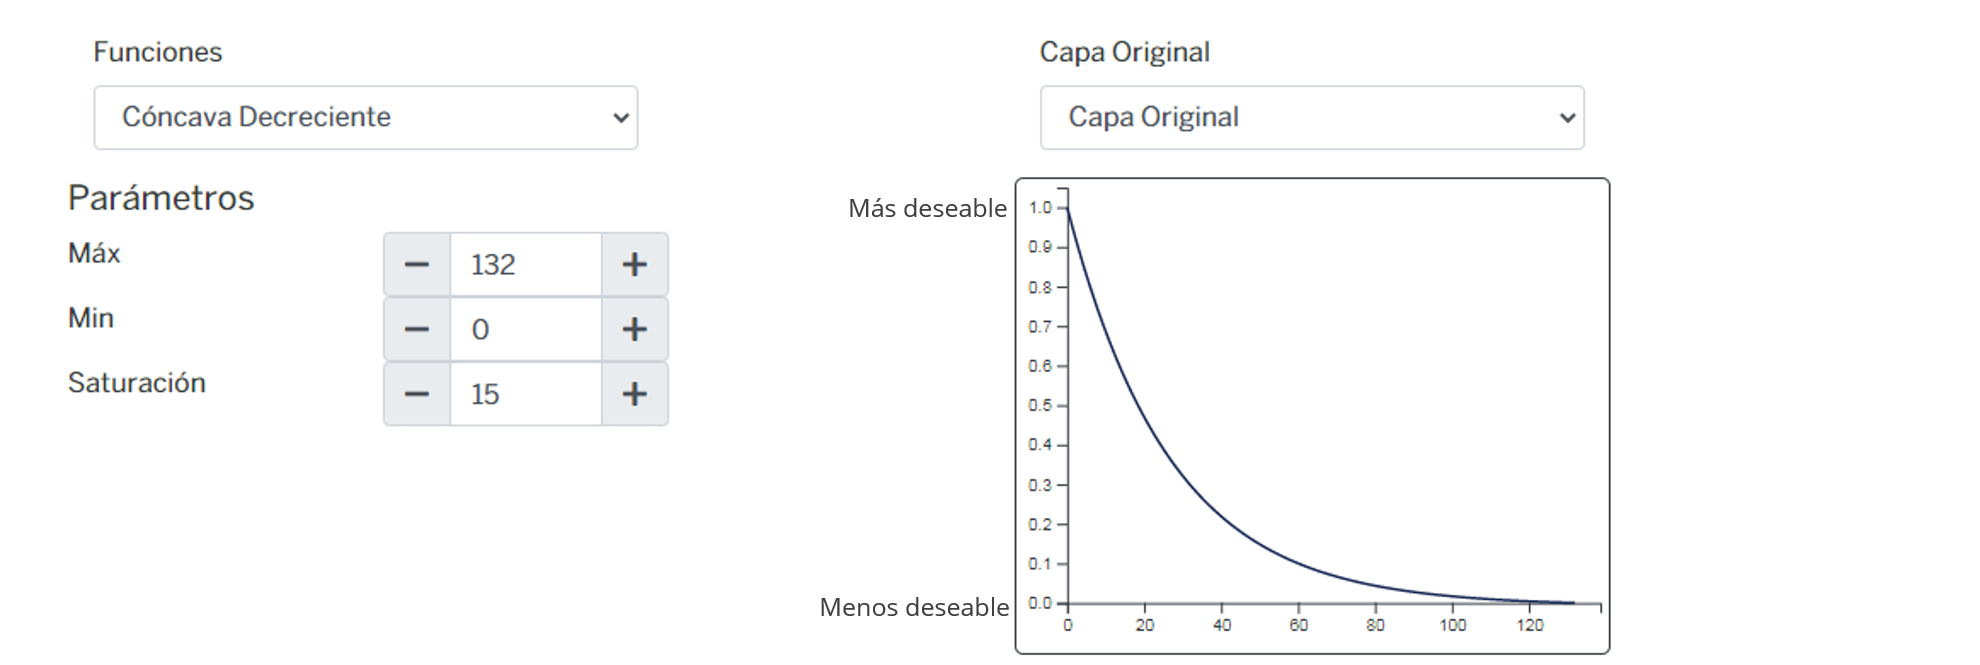 Funciones
Cóncava Decreciente
Parámetros
Máx
132
Min
0
Saturación
15
Capa Original
Capa Original
Más deseable
Menos deseable
1.0
0.9
0.8
0.7
0.6
0.5
0.4
0.3
0.2
0.1
0.0
0 20 40 60 80 100 120